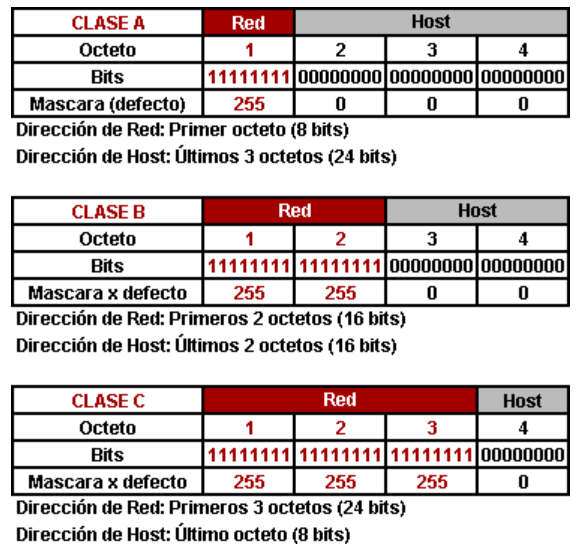 CLASE A Red Host
Octeto 1 2 3 4
Bits 11111111 00000000 00000000 00000000
Mascara (defecto) 255 0 0 0
Dirección de Red: Primer octeto (8 bits)
Dirección de Host: Últimos 3 octetos (24 bits)
CLASE B Red Host
Octeto 1 2 3 4
Bits 11111111 11111111 00000000 00000000
Mascara x defecto 255 255 0 0
Dirección de Red: Primeros 2 octetos (16 bits)
Dirección de Host: Últimos 2 octetos (16 bits)
CLASE C Red Host
Octeto 1 2 3 4
Bits 11111111 11111111 11111111 00000000
Mascara x defecto 255 255 255 0
Dirección de Red: Primeros 3 octetos (24 bits)
Dirección de Host: Último octeto (8 bits)